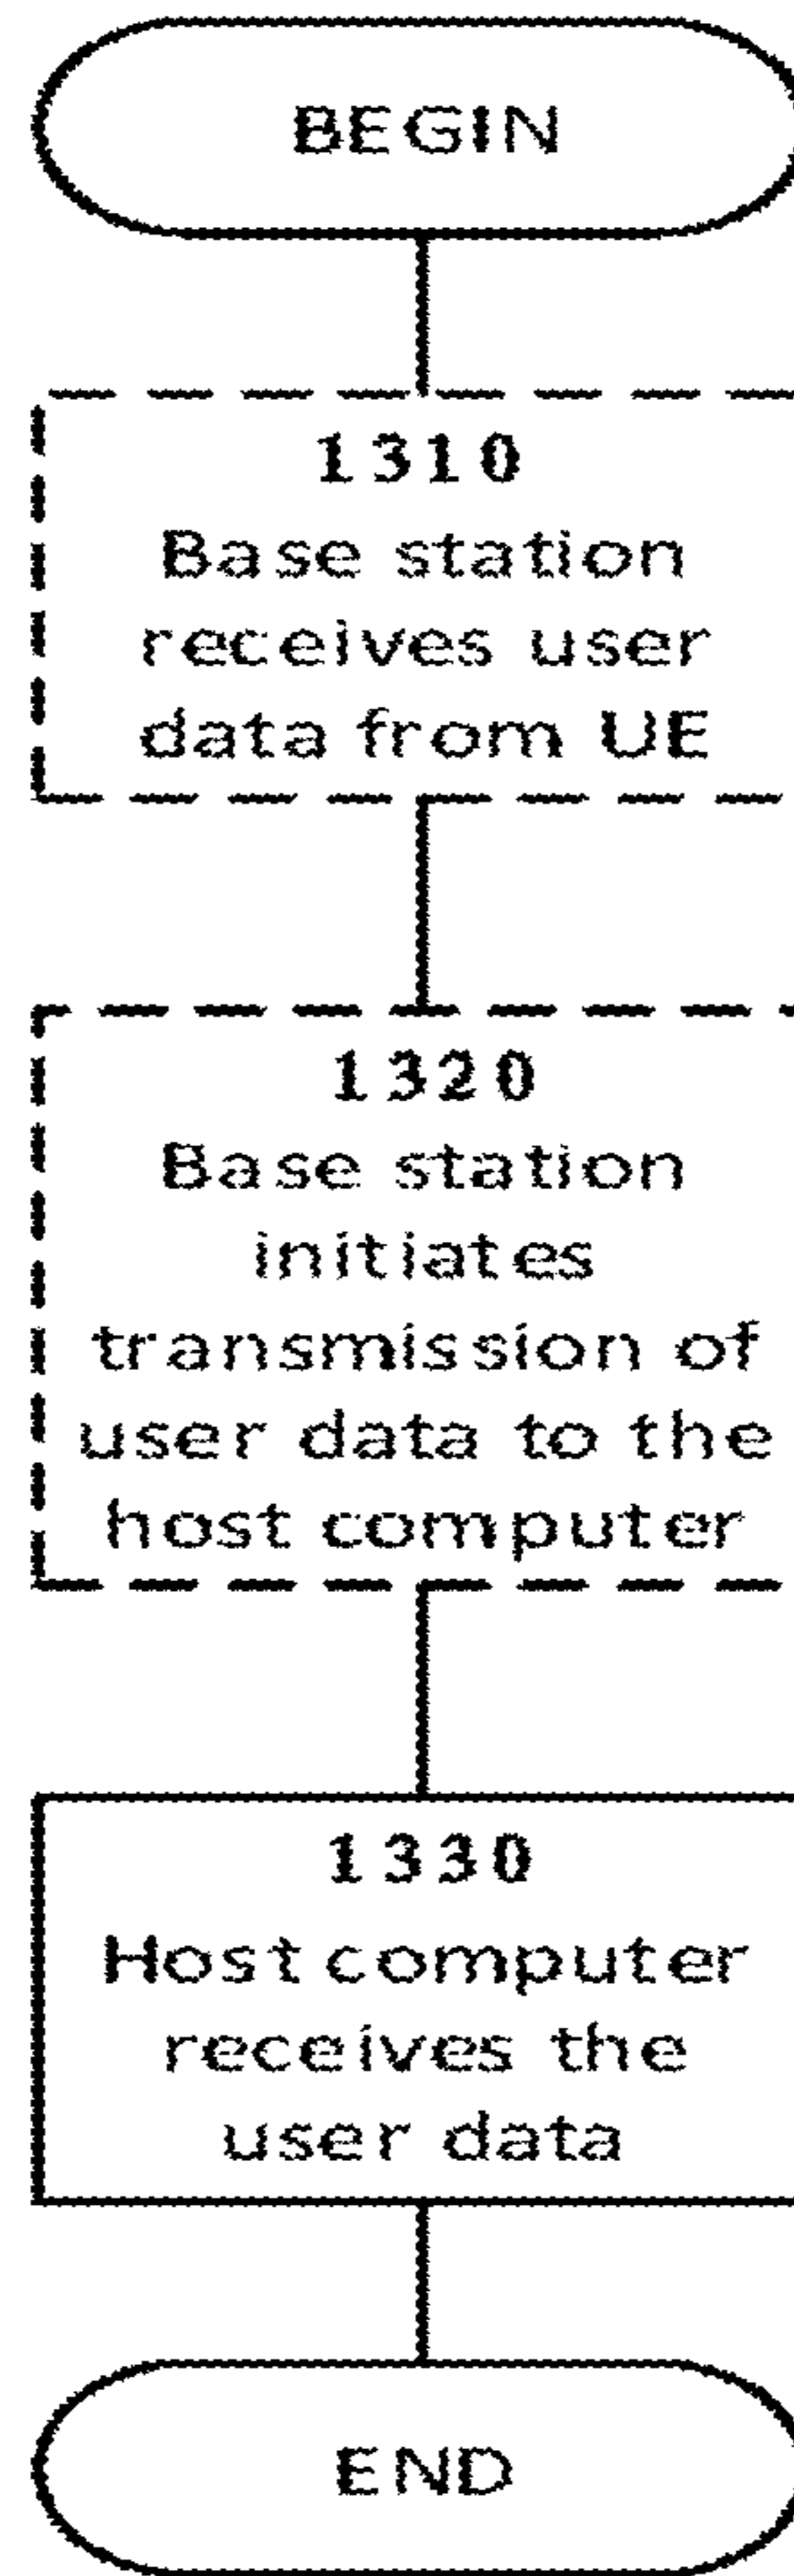 BEGIN
1310
Base station
receives user
data from UE
1320
Base station
initiates
transmission of
user data to the
host computer
1330
Host computer
receives the
user data
END